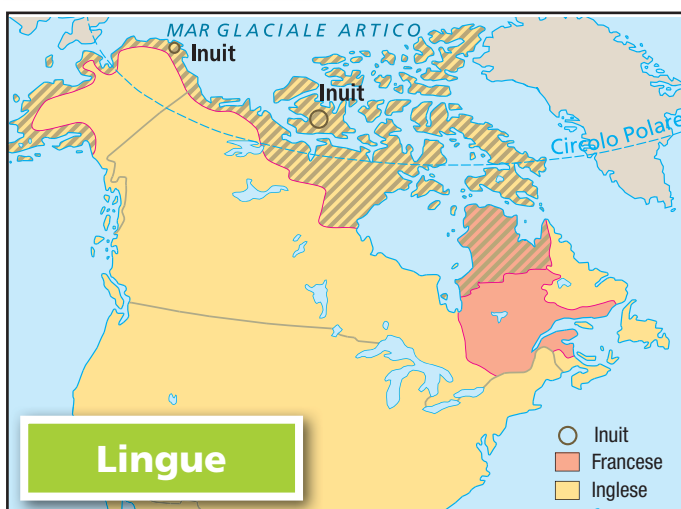 MAR GLACIALE ARTICO
Inuit
Inuit
Circolo Polare
Lingue
Inuit
Francese
Inglese